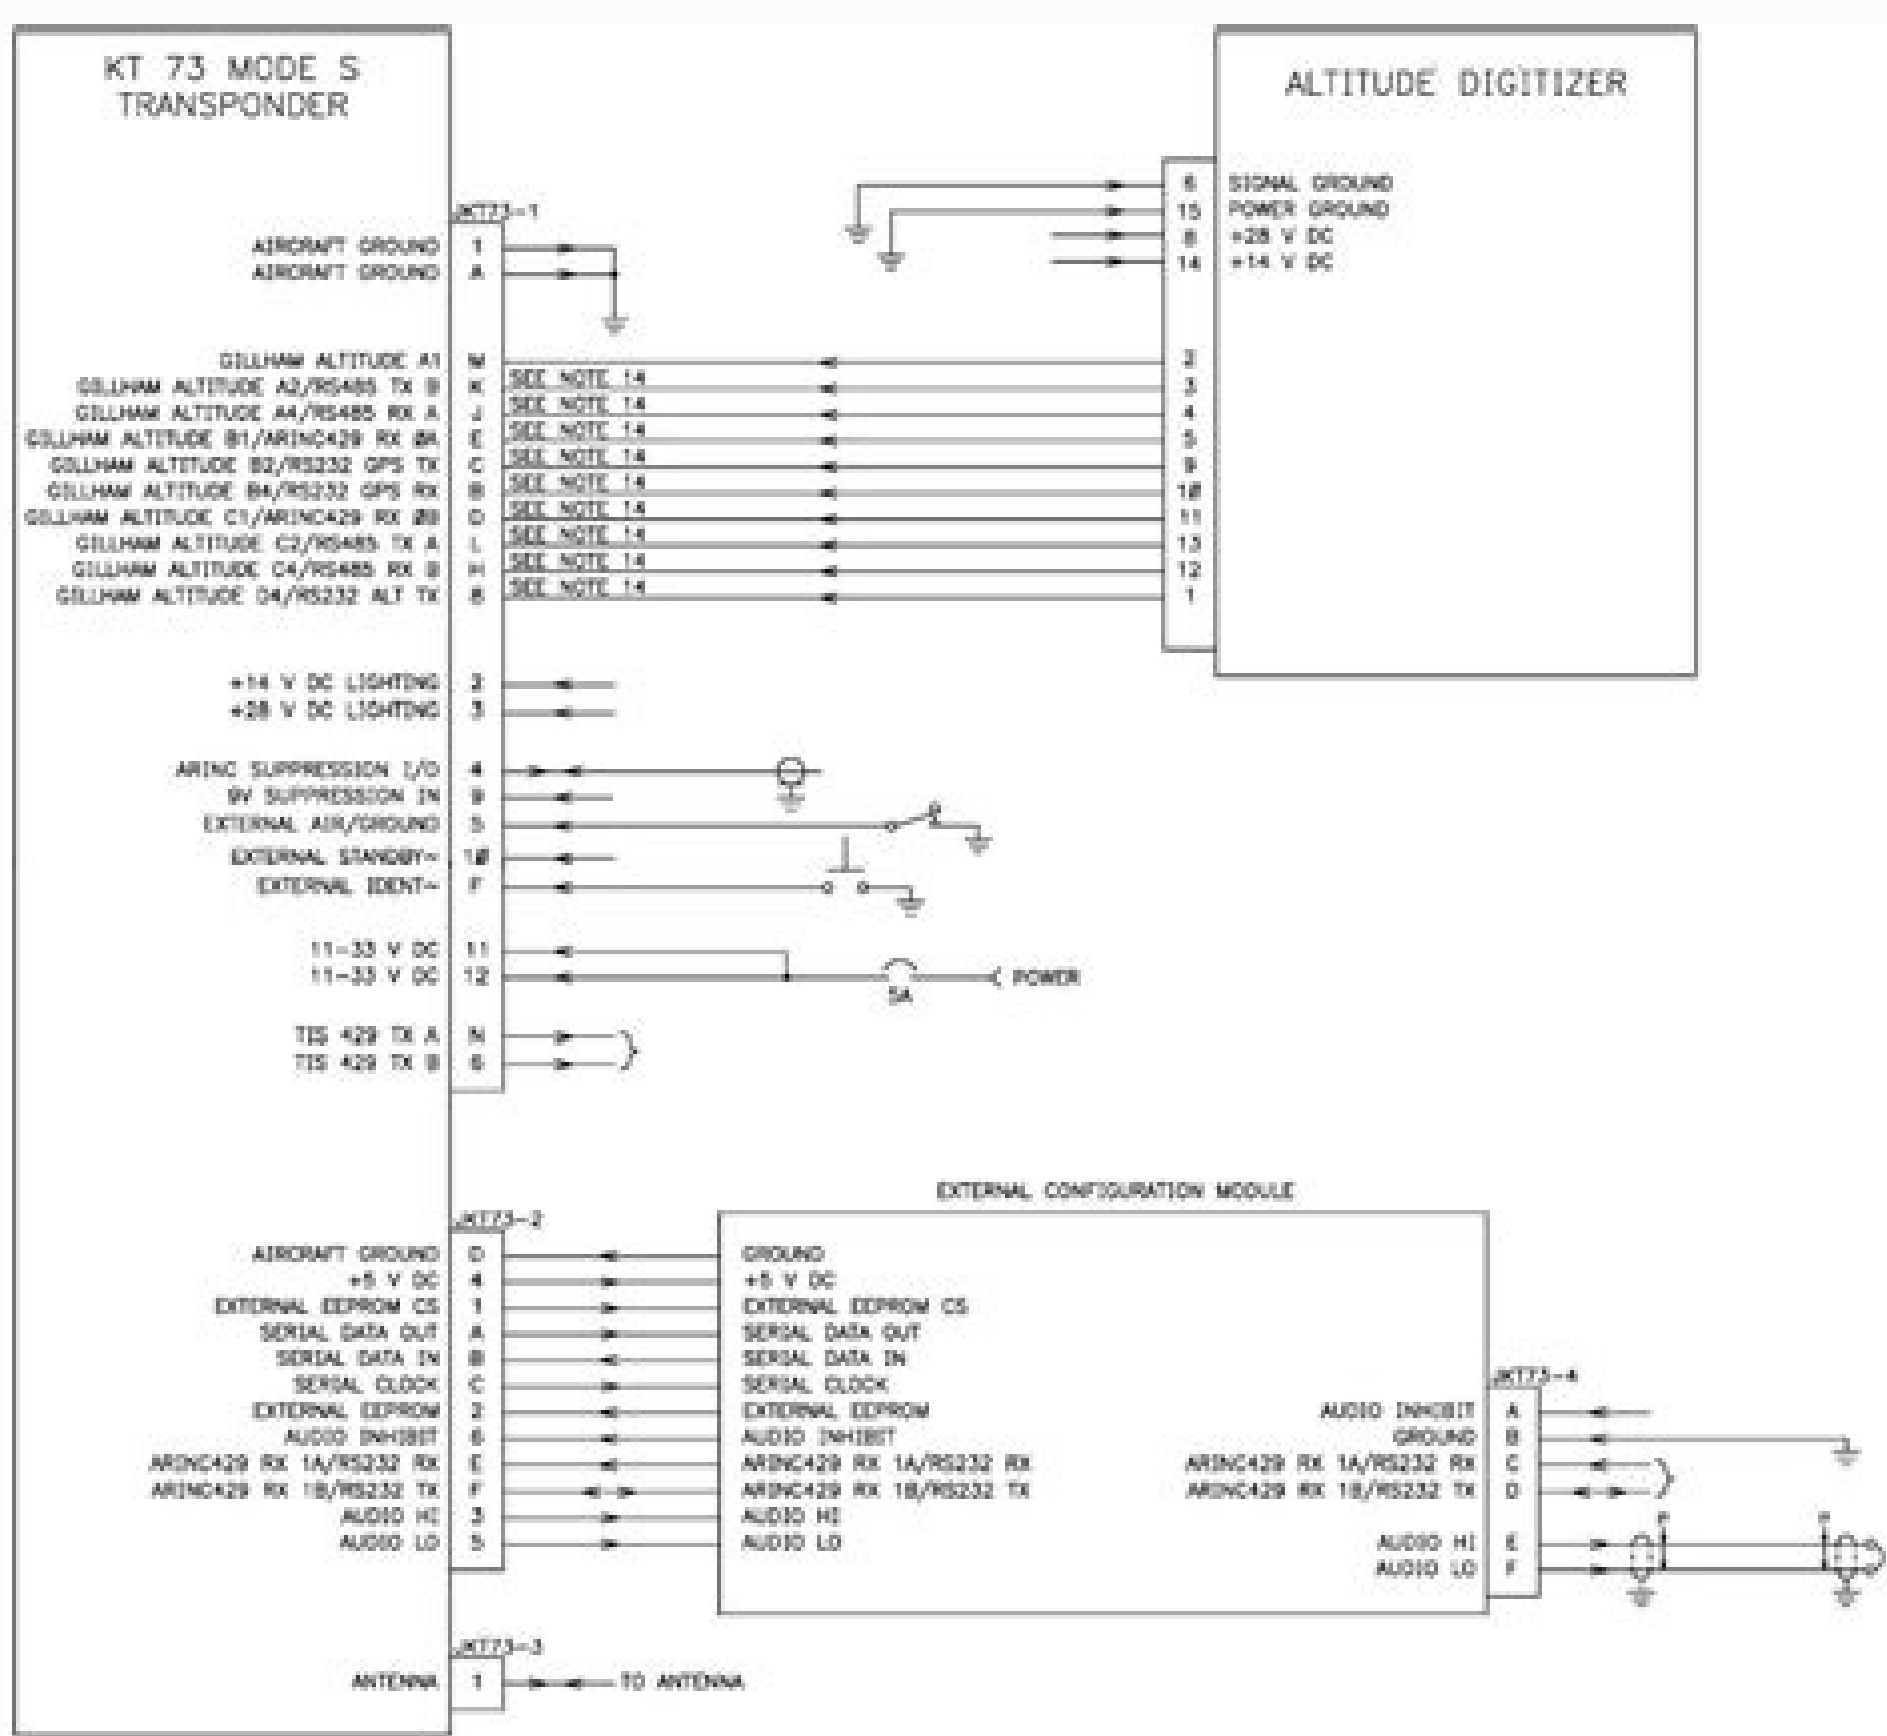 KT 73 MODE S
TRANSPONDER
JKT73-1
AIRCRAFT GROUND 1
AIRCRAFT GROUND A
GILLHAM ALTITUDE A1 M
GILLHAM ALTITUDE A2/RS485 TX B K SEE NOTE 14
GILLHAM ALTITUDE A4/RS485 RX A J SEE NOTE 14
GILLHAM ALTITUDE B1/ARINC429 RX 0A E SEE NOTE 14
GILLHAM ALTITUDE B2/RS232 GPS TX C SEE NOTE 14
GILLHAM ALTITUDE B4/RS232 GPS RX B SEE NOTE 14
GILLHAM ALTITUDE C1/ARINC429 RX 0B D SEE NOTE 14
GILLHAM ALTITUDE C2/RS485 TX A L SEE NOTE 14
GILLHAM ALTITUDE C4/RS485 RX B H SEE NOTE 14
GILLHAM ALTITUDE D4/RS232 ALT TX 8 SEE NOTE 14
+14 V DC LIGHTING 2
+28 V DC LIGHTING 3
ARINC SUPPRESSION I/O 4
9V SUPPRESSION IN 9
EXTERNAL AIR/GROUND 5
EXTERNAL STANDBY~ 10
EXTERNAL IDENT~ F
11-33 V DC 11
11-33 V DC 12
5A
POWER
TIS 429 TX A N
TIS 429 TX B 6
ALTITUDE DIGITIZER
6 SIGNAL GROUND
15 POWER GROUND
8 +28 V DC
14 +14 V DC
2
3
4
5
9
10
11
13
12
1
JKT73-2
AIRCRAFT GROUND D
+5 V DC 4
EXTERNAL EEPROM CS 1
SERIAL DATA OUT A
SERIAL DATA IN B
SERIAL CLOCK C
EXTERNAL EEPROM 2
AUDIO INHIBIT 6
ARINC429 RX 1A/RS232 RX E
ARINC429 RX 1B/RS232 TX F
AUDIO HI 3
AUDIO LO 5
EXTERNAL CONFIGURATION MODULE
GROUND
+5 V DC
EXTERNAL EEPROM CS
SERIAL DATA OUT
SERIAL DATA IN
SERIAL CLOCK
EXTERNAL EEPROM
AUDIO INHIBIT
ARINC429 RX 1A/RS232 RX
ARINC429 RX 1B/RS232 TX
AUDIO HI
AUDIO LO
JKT73-4
AUDIO INHIBIT A
GROUND B
ARINC429 RX 1A/RS232 RX C
ARINC429 RX 1B/RS232 TX D
AUDIO HI E
AUDIO LO F
JKT73-3
ANTENNA 1 TO ANTENNA